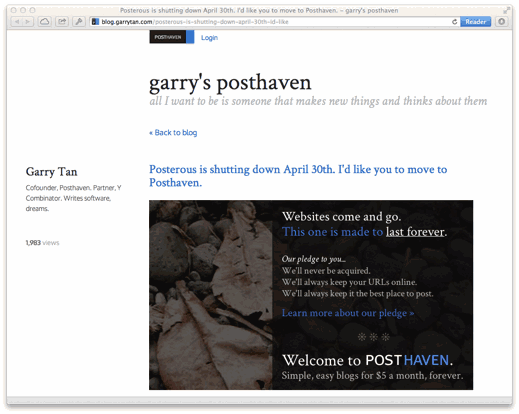 Posterous is shutting down April 30th. I'd like you to move to Posthaven. – garry's posthaven
blog.garrytan.com/posterous-is-shutting-down-april-30th-id-like
Reader
POSTHAVEN
Login
garry's posthaven
all I want to be is someone that makes new things and thinks about them
« Back to blog
Garry Tan
Cofounder, Posthaven. Partner, Y
Combinator. Writes software,
dreams.
1,983 views
Posterous is shutting down April 30th. I'd like you to move to
Posthaven.
Websites come and go.
This one is made to last forever.
Our pledge to you...
We'll never be acquired.
We'll always keep your URLs online.
We'll always keep it the best place to post.
Learn more about our pledge »
Welcome to POSTHAVEN.
Simple, easy blogs for $5 a month, forever.